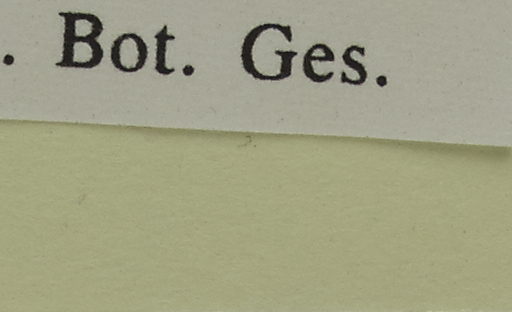 . Bot. Ges.